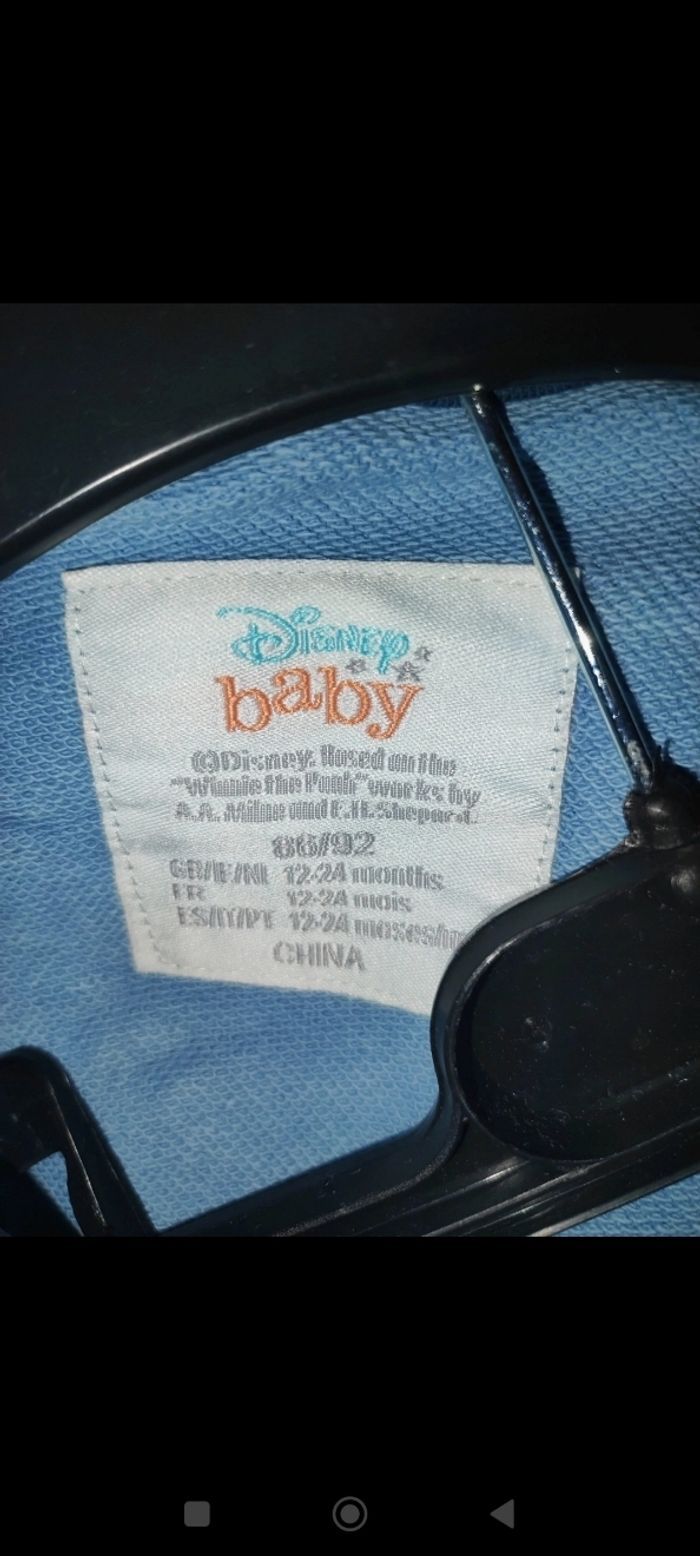 Disney
baby
©Disney. Based on the
"Winnie the Pooh" works by
A.A. Milne and E.H. Shepard.
86/92
GB/IE/NI 12-24 months
FR 12-24 mois
ES/IT/PT 12-24 meses/m
CHINA